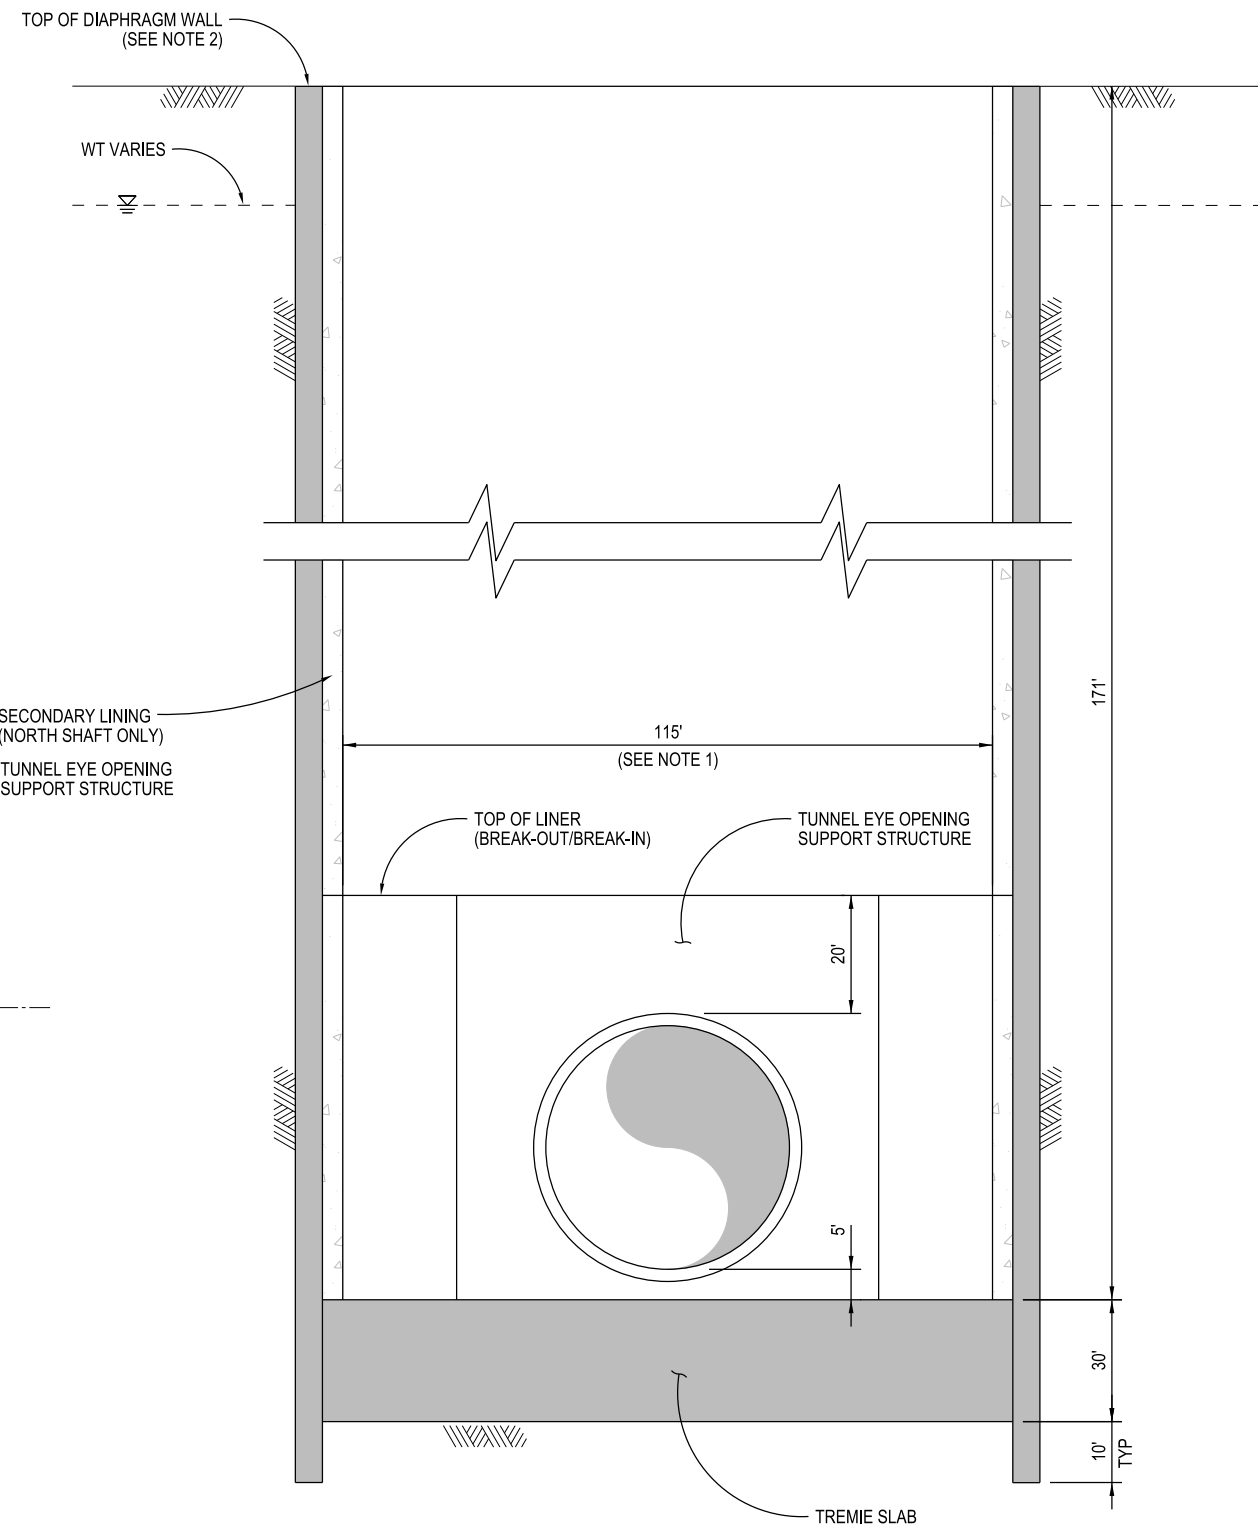 TOP OF DIAPHRAGM WALL
(SEE NOTE 2)
WT VARIES
171'
SECONDARY LINING
(NORTH SHAFT ONLY)
TUNNEL EYE OPENING
SUPPORT STRUCTURE
115'
(SEE NOTE 1)
TOP OF LINER
(BREAK-OUT/BREAK-IN)
TUNNEL EYE OPENING
SUPPORT STRUCTURE
20'
5'
30'
10'
TYP
TREMIE SLAB